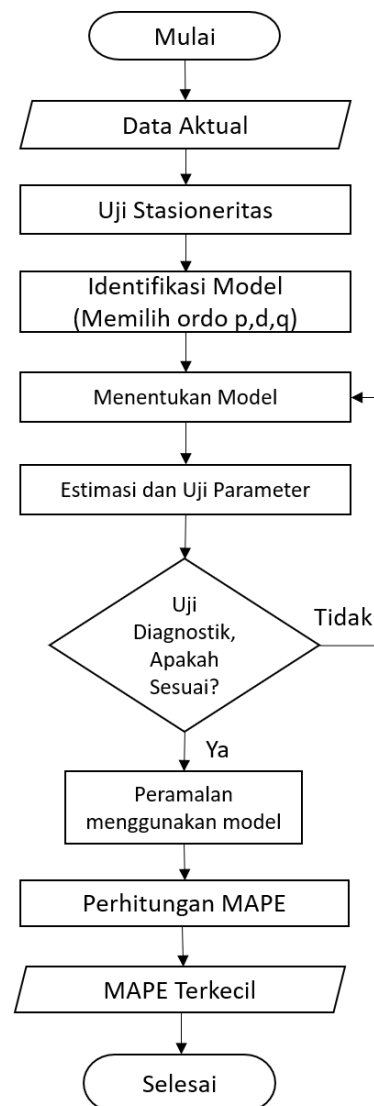 Mulai
Data Aktual
Uji Stasioneritas
Identifikasi Model
(Memilih ordo p,d,q)
Menentukan Model
Estimasi dan Uji Parameter
Uji
Diagnostik,
Apakah
Sesuai?
Tidak
Ya
Peramalan
menggunakan model
Perhitungan MAPE
MAPE Terkecil
Selesai